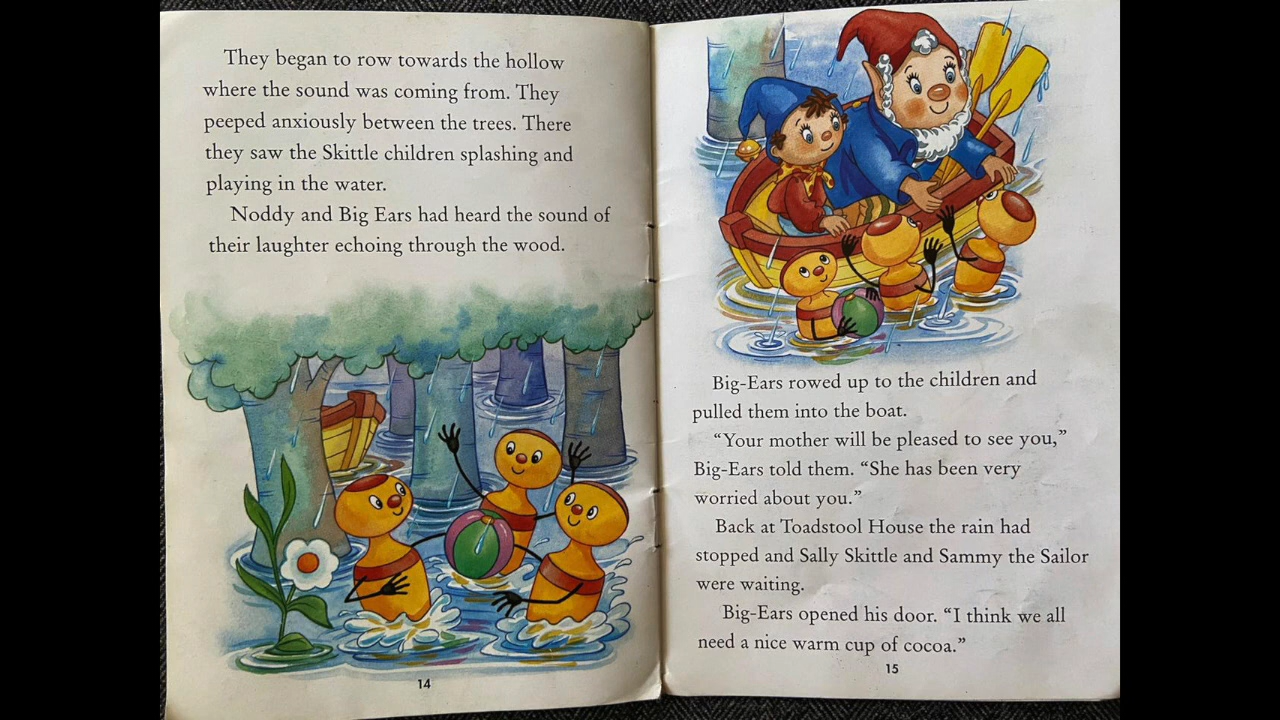 They began to row towards the hollow
where the sound was coming from. They
peeped anxiously between the trees. There
they saw the Skittle children splashing and
playing in the water.
Noddy and Big Ears had heard the sound of
their laughter echoing through the wood.
14
Big-Ears rowed up to the children and
pulled them into the boat.
“Your mother will be pleased to see you,”
Big-Ears told them. “She has been very
worried about you.”
Back at Toadstool House the rain had
stopped and Sally Skittle and Sammy the Sailor
were waiting.
Big-Ears opened his door. “I think we all
need a nice warm cup of cocoa.”
15